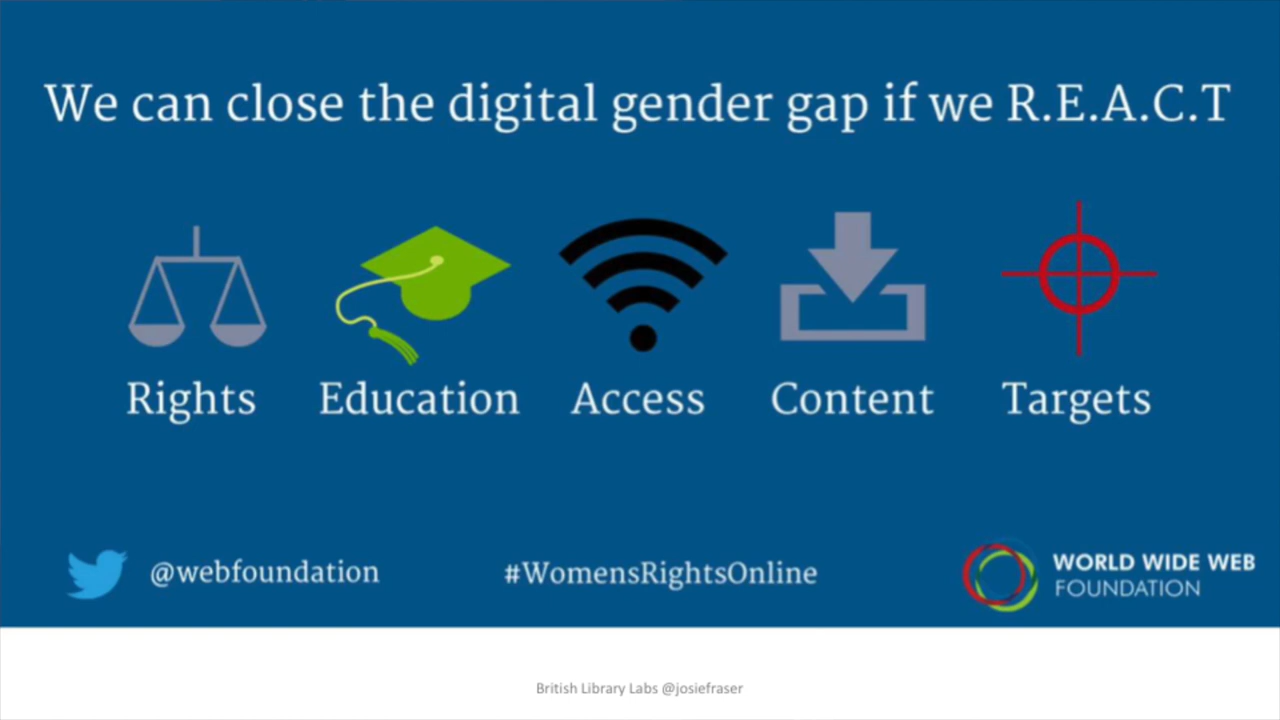 We can close the digital gender gap if we R.E.A.C.T
Rights Education Access Content Targets
@webfoundation #WomensRightsOnline WORLD WIDE WEB
FOUNDATION
British Library Labs @josiefraser